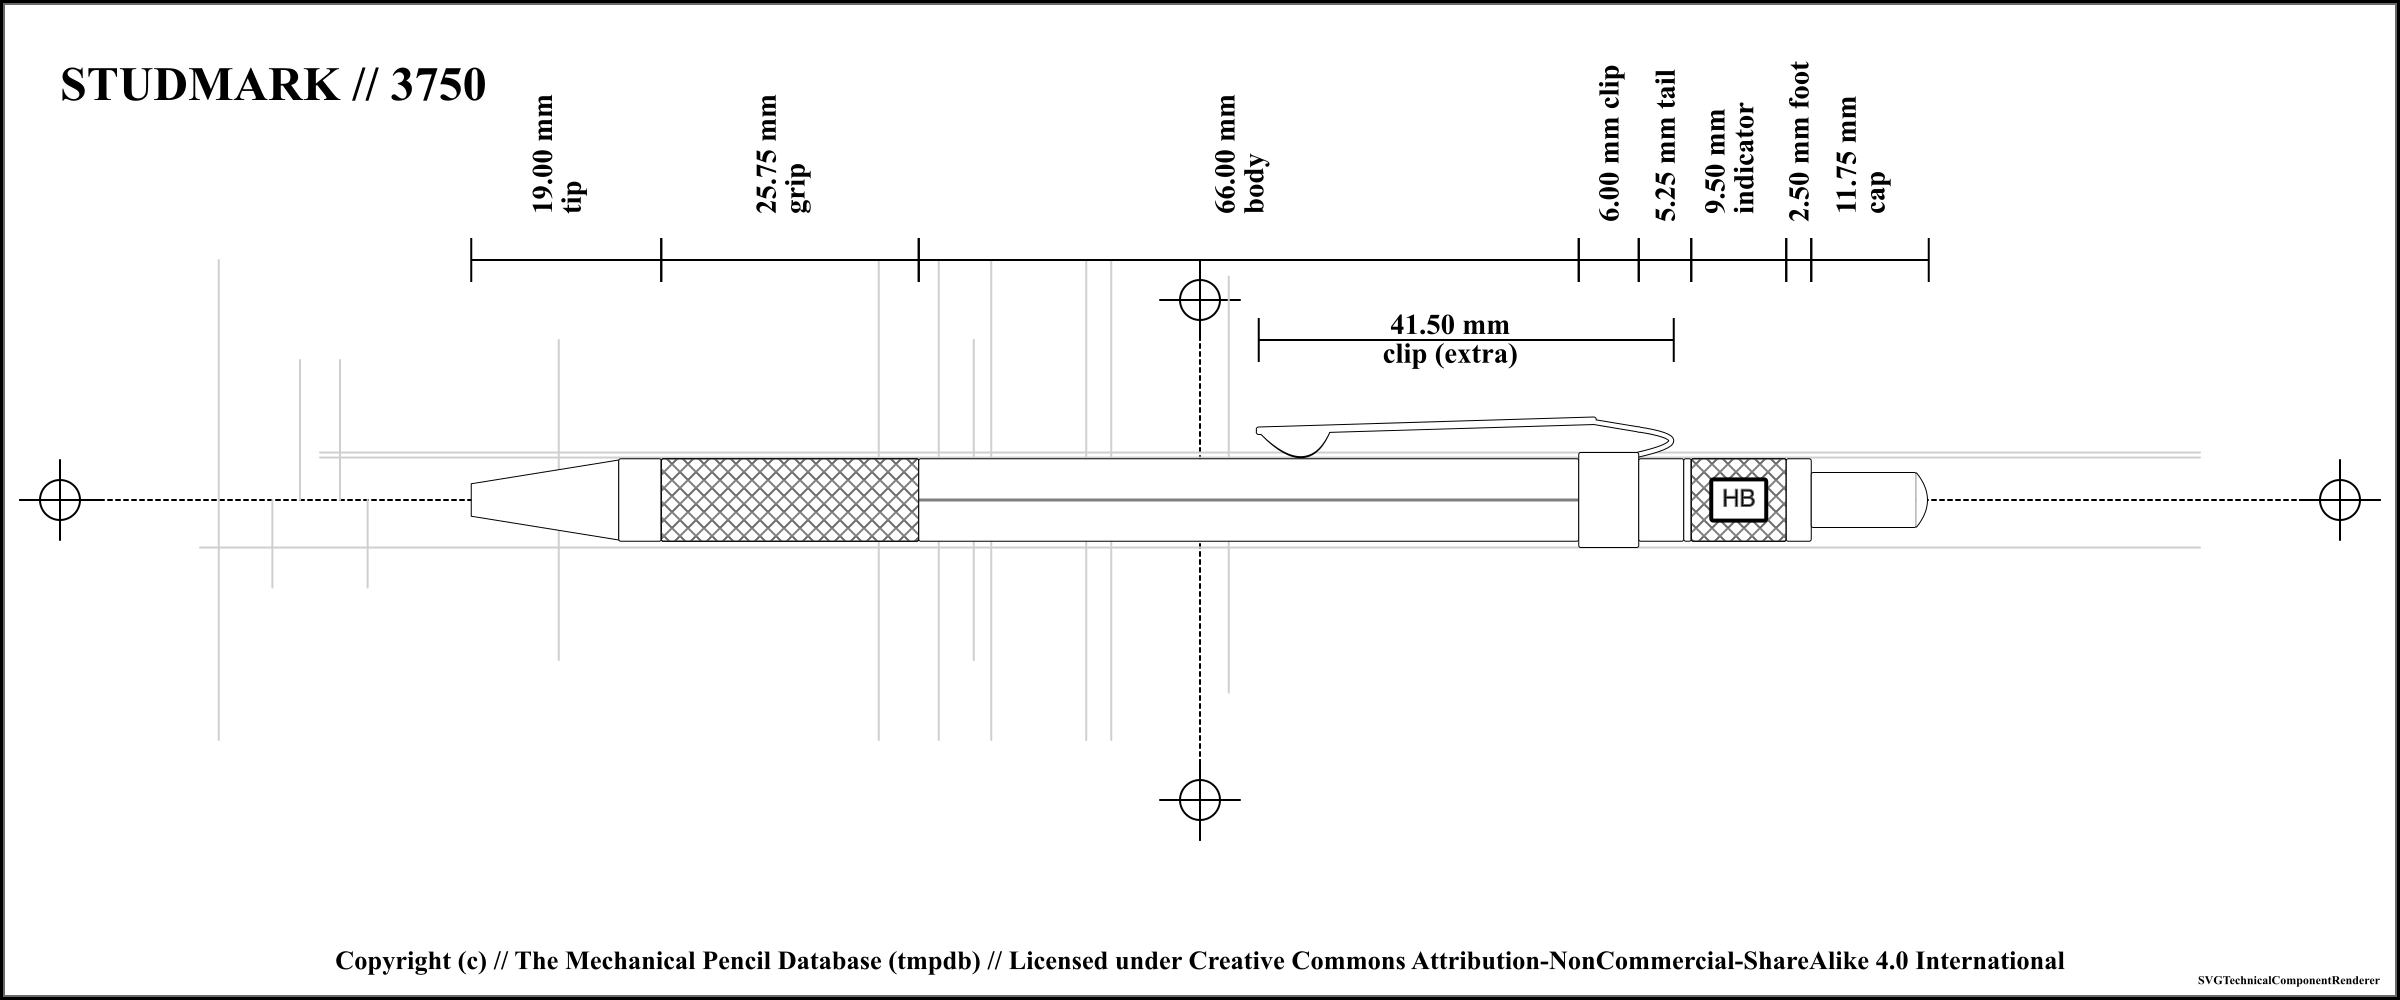 STUDMARK // 3750
19.00 mm
tip
25.75 mm
grip
66.00 mm
body
6.00 mm clip
5.25 mm tail
9.50 mm
indicator
2.50 mm foot
11.75 mm
cap
41.50 mm
clip (extra)
HB
Copyright (c) // The Mechanical Pencil Database (tmpdb) // Licensed under Creative Commons Attribution-NonCommercial-ShareAlike 4.0 International
SVGTechnicalComponentRenderer